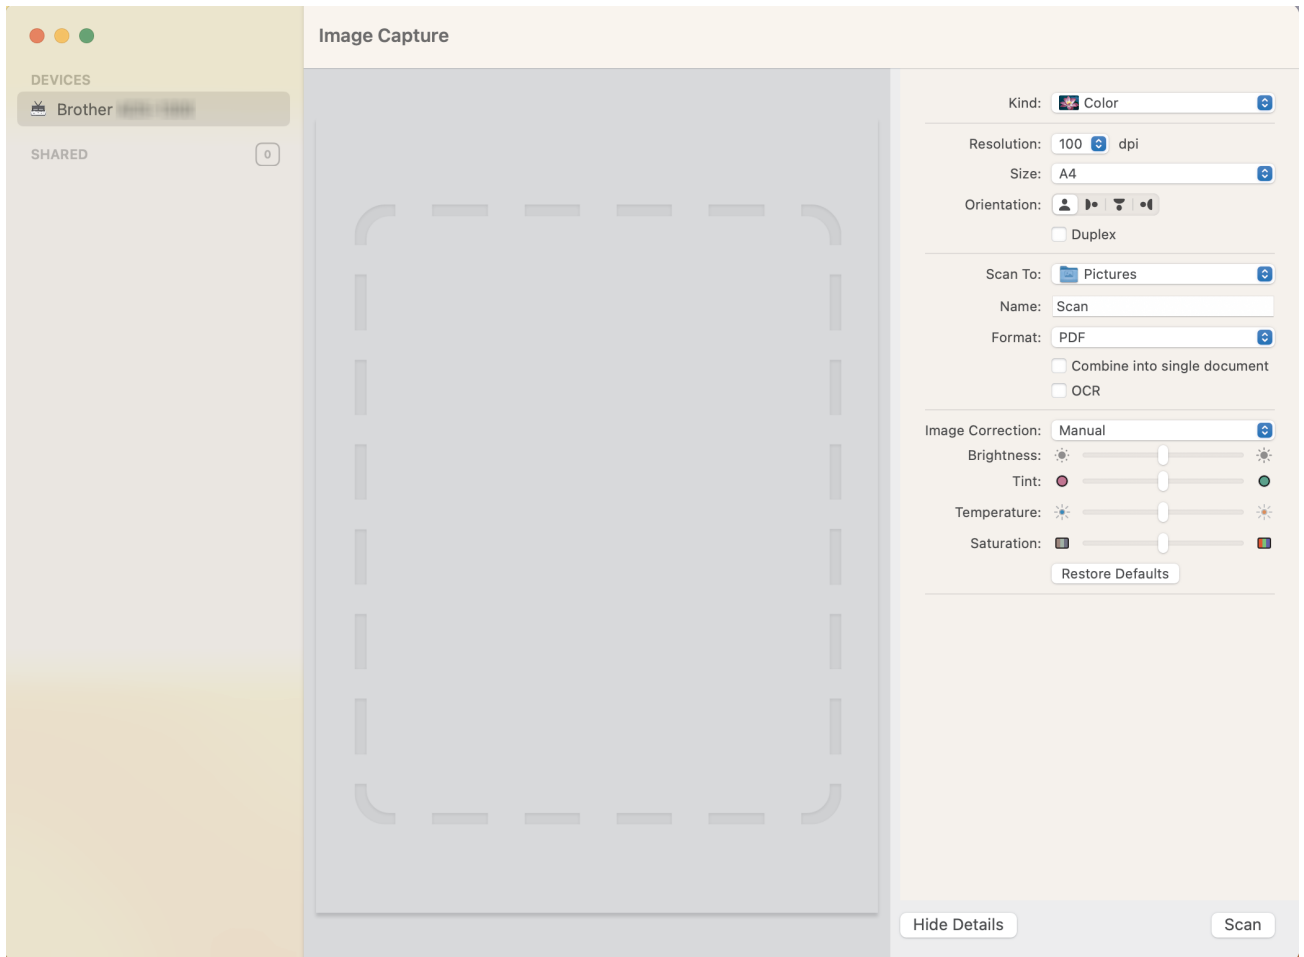 Image Capture
DEVICES
Brother
SHARED 0
Kind: Color
Resolution: 100 dpi
Size: A4
Orientation:
Duplex
Scan To: Pictures
Name: Scan
Format: PDF
Combine into single document
OCR
Image Correction: Manual
Brightness:
Tint:
Temperature:
Saturation:
Restore Defaults
Hide Details Scan